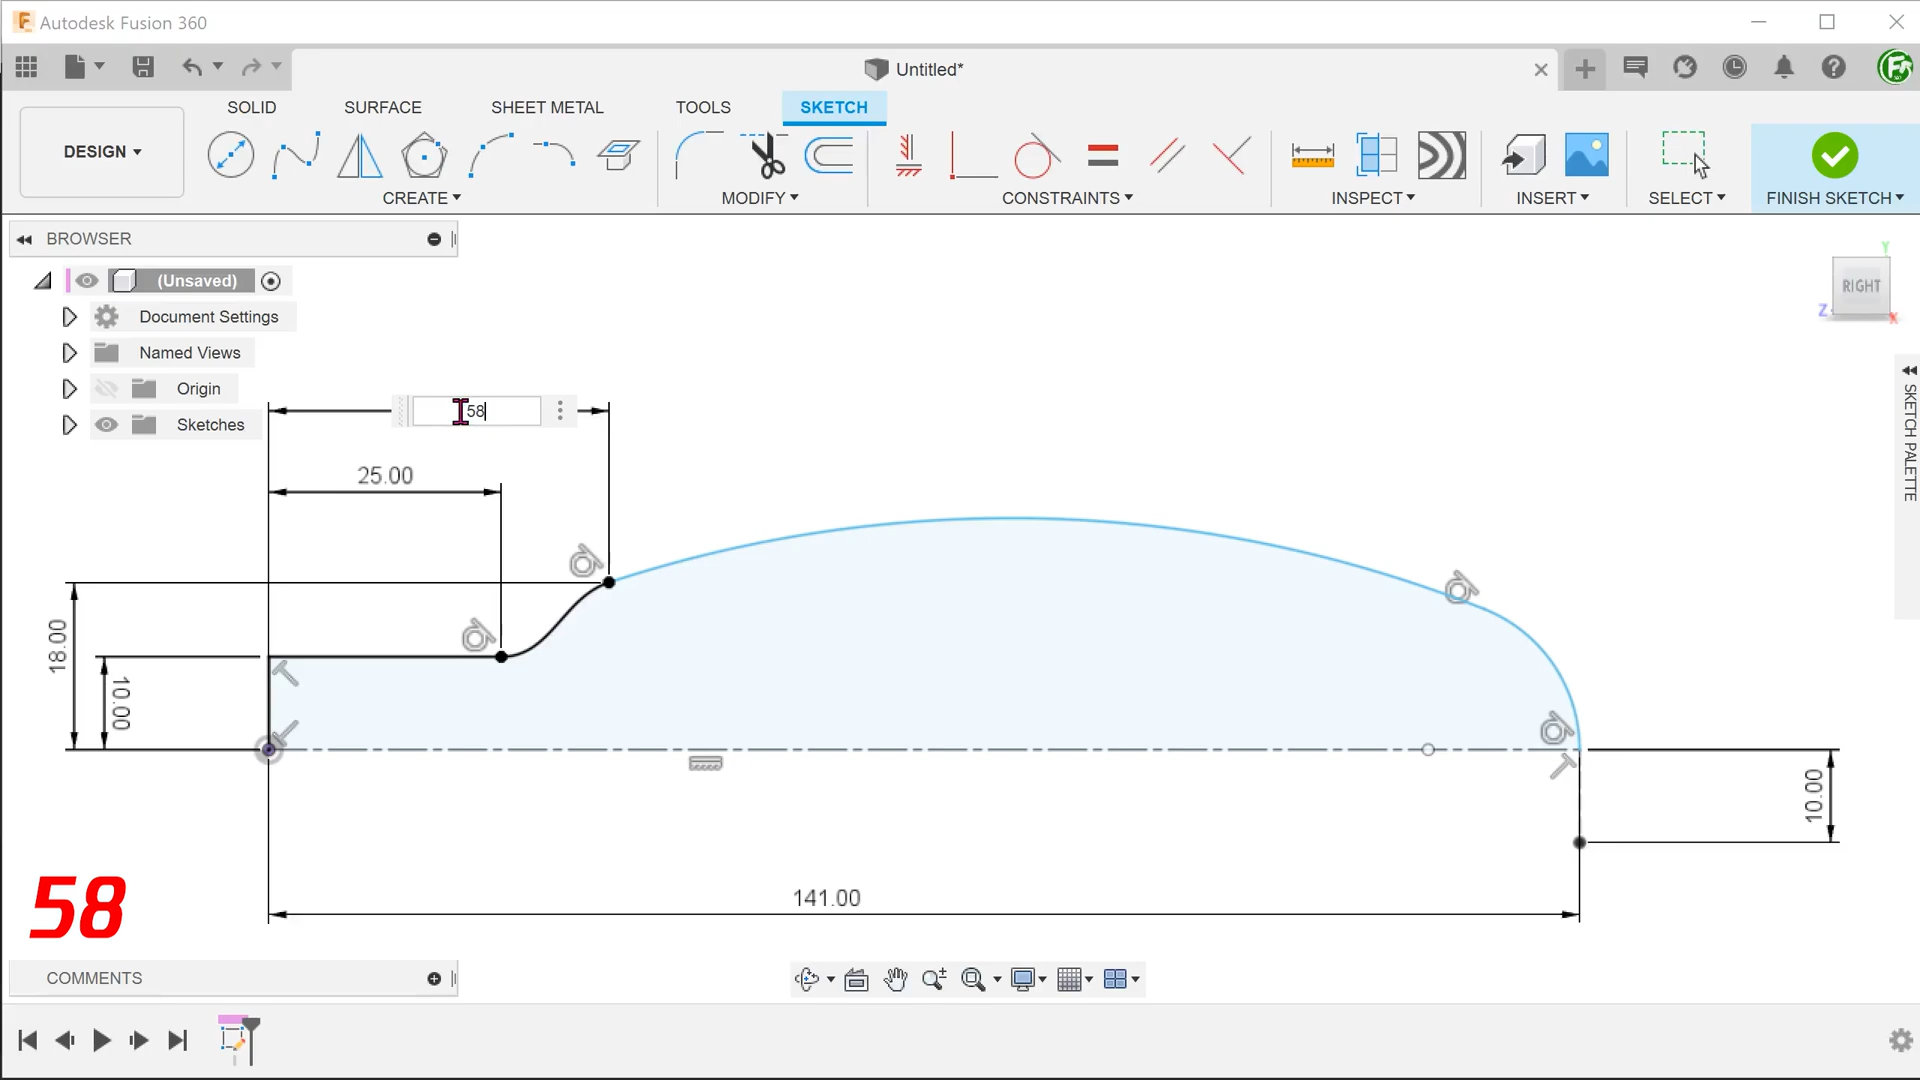 Autodesk Fusion 360
Untitled*
SOLID
SURFACE
SHEET METAL
TOOLS
SKETCH
DESIGN
CREATE
MODIFY
CONSTRAINTS
INSPECT
INSERT
SELECT
FINISH SKETCH
BROWSER
(Unsaved)
Document Settings
Named Views
Origin
Sketches
Y
RIGHT
Z
X
SKETCH PALETTE
58
25.00
18.00
10.00
10.00
141.00
58
COMMENTS